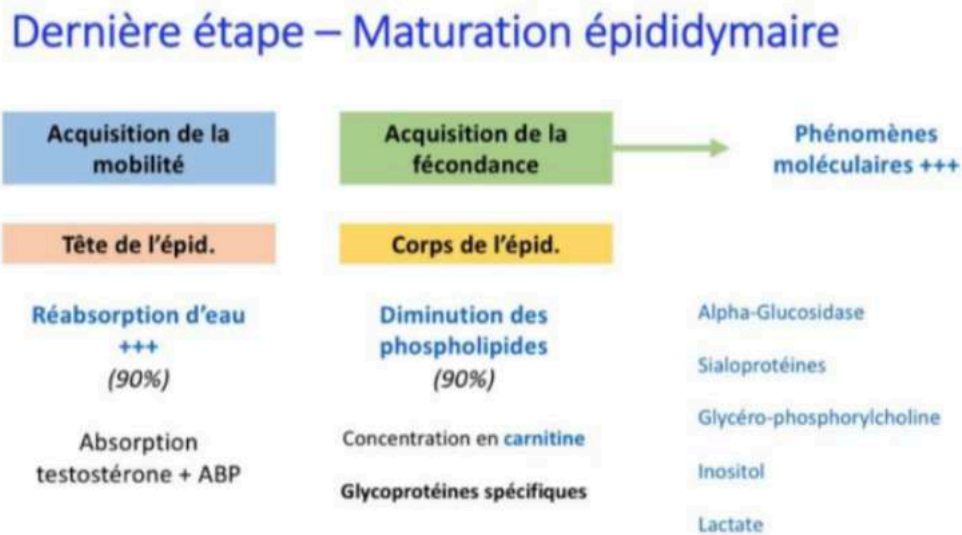 Dernière étape – Maturation épididymaire
Acquisition de la
mobilité
Acquisition de la
fécondance
Phénomènes
moléculaires +++
Tête de l'épid.
Corps de l'épid.
Réabsorption d'eau
+++
(90%)
Absorption
testostérone + ABP
Diminution des
phospholipides
(90%)
Concentration en carnitine
Glycoprotéines spécifiques
Alpha-Glucosidase
Sialoprotéines
Glycéro-phosphorylcholine
Inositol
Lactate